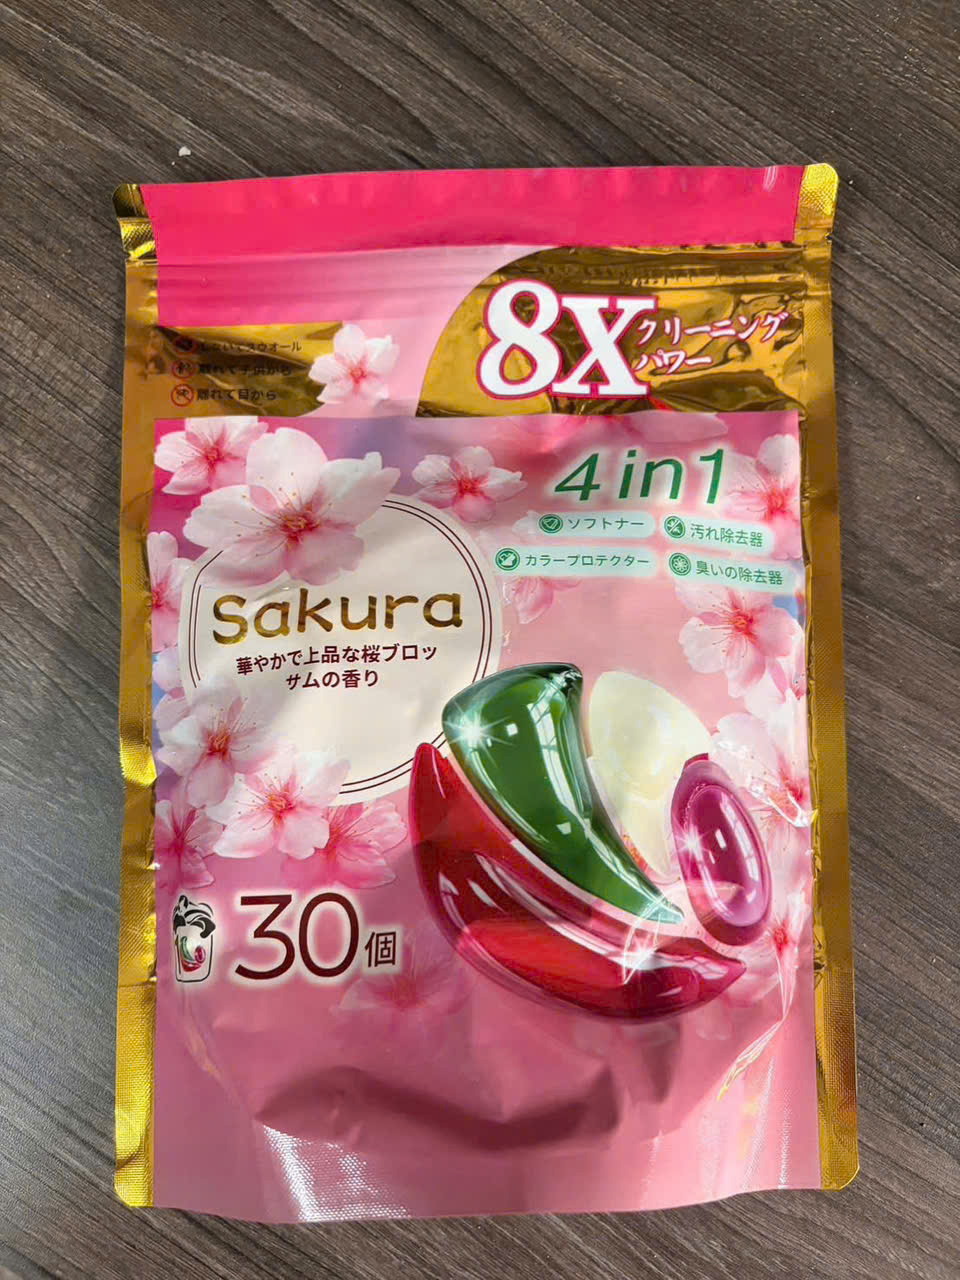 8X
クリーニング
パワー
離れて子供から
離れて目から
4in1
ソフトナー
汚れ除去器
カラープロテクター
臭いの除去器
Sakura
華やかで上品な桜ブロッ
サムの香り
30個